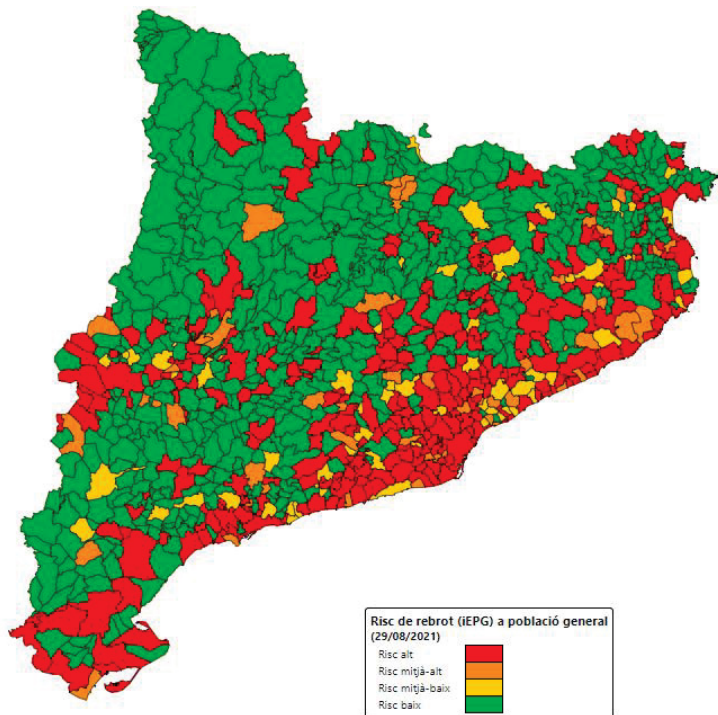 Risc de rebrot (iEPG) a població general
(29/08/2021)
Risc alt
Risc mitjà-alt
Risc mitjà-baix
Risc baix